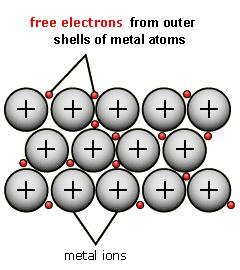 free electrons from outer
shells of metal atoms
+ + + + +
+ + + +
+ + + + +
metal ions